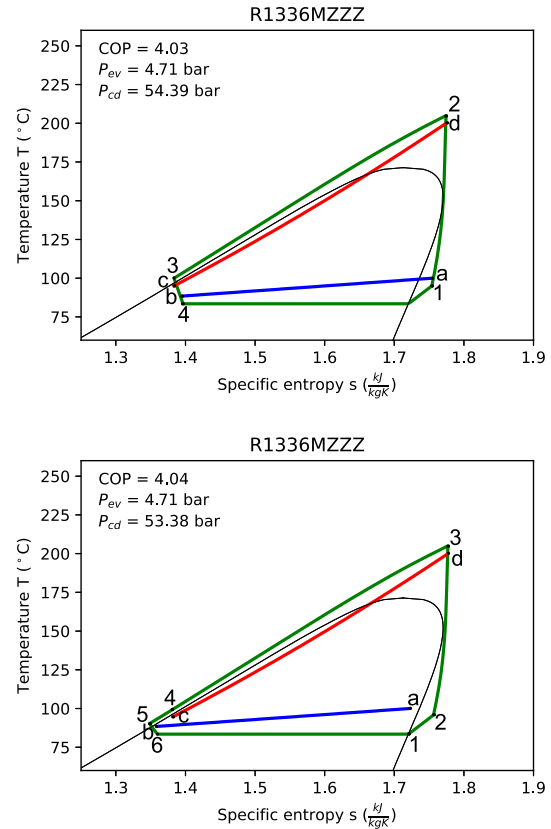 R1336MZZZ
COP = 4.03
P_ev = 4.71 bar
P_cd = 54.39 bar
250
225
200
175
150
125
100
75
Temperature T (°C)
2
d
3
c
b
4
a
1
1.3 1.4 1.5 1.6 1.7 1.8 1.9
Specific entropy s (kJ/kgK)
R1336MZZZ
COP = 4.04
P_ev = 4.71 bar
P_cd = 53.38 bar
250
225
200
175
150
125
100
75
Temperature T (°C)
3
d
4
5
c
b
6
a
2
1
1.3 1.4 1.5 1.6 1.7 1.8 1.9
Specific entropy s (kJ/kgK)